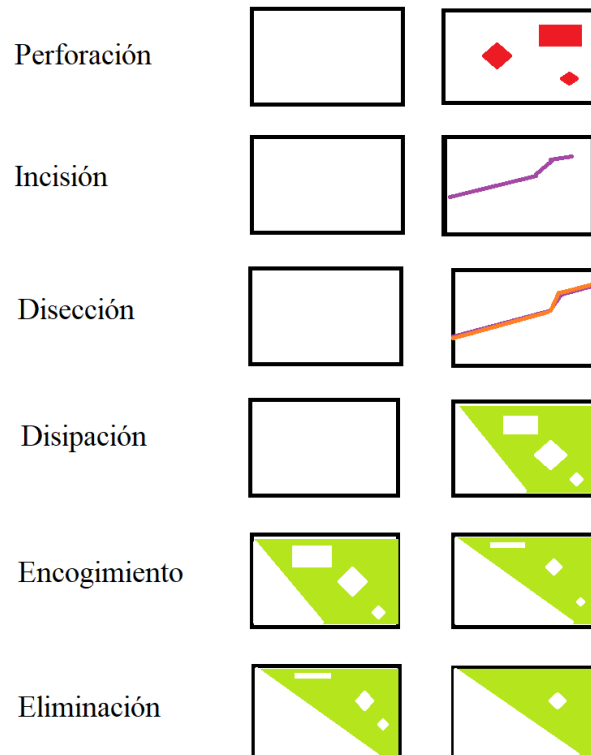 Perforación
Incisión
Disección
Disipación
Encogimiento
Eliminación